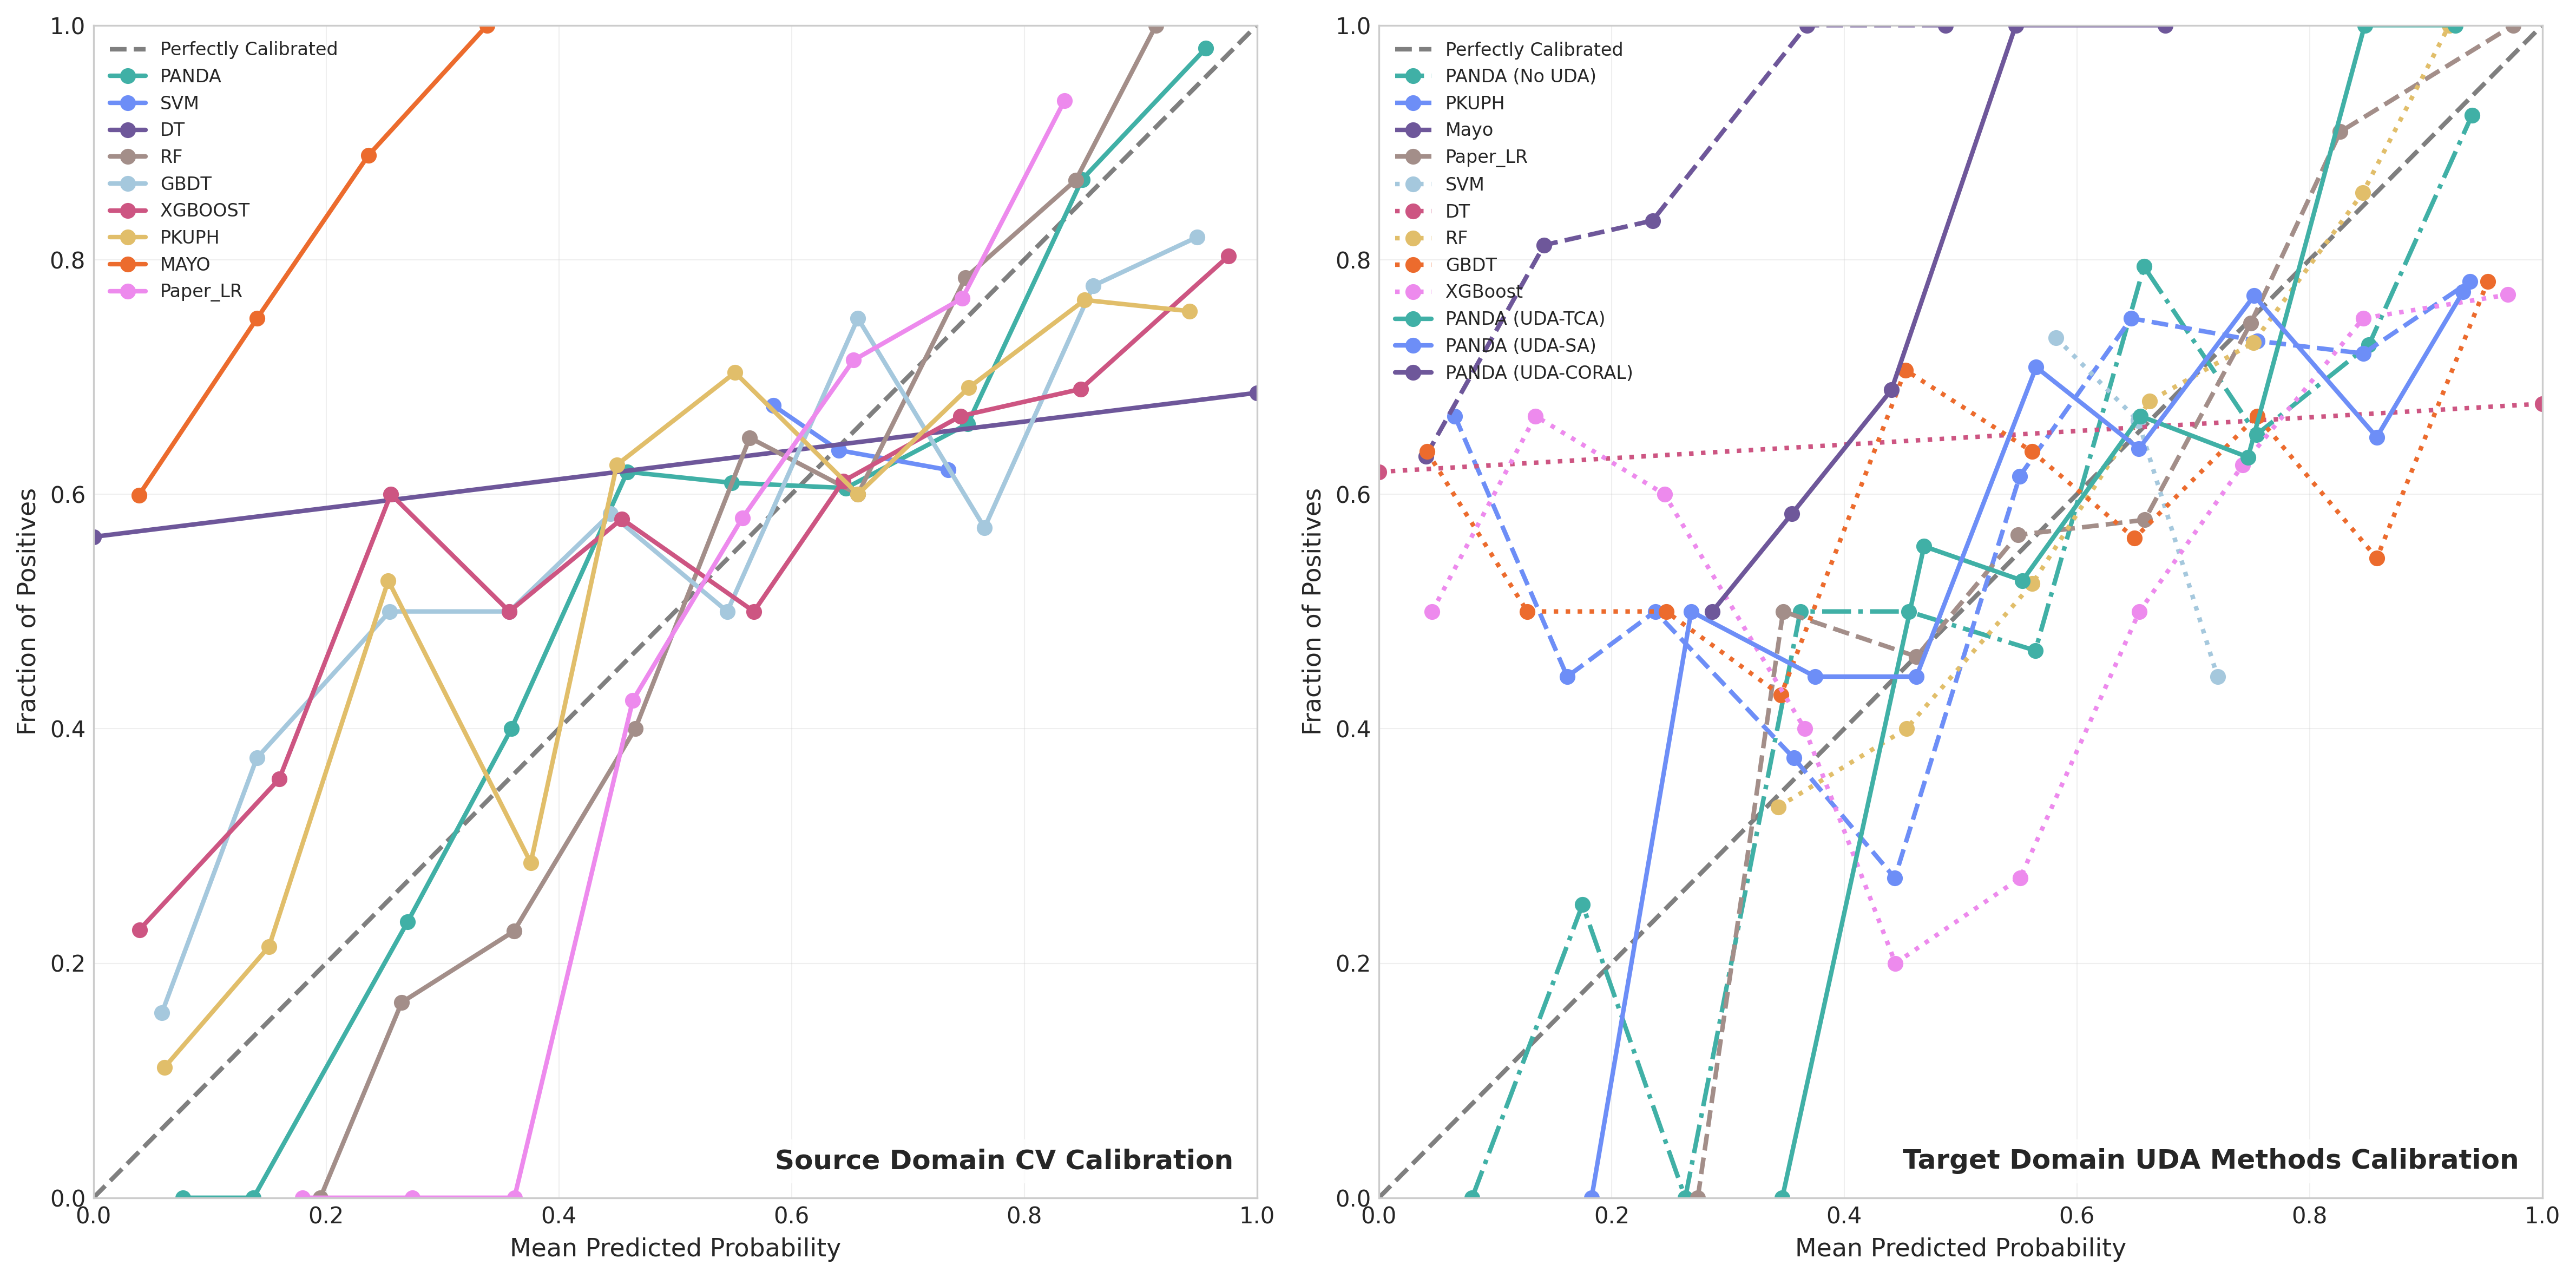 1.0
0.8
0.6
0.4
0.2
0.0
Fraction of Positives
Perfectly Calibrated
PANDA
SVM
DT
RF
GBDT
XGBOOST
PKUPH
MAYO
Paper_LR
Source Domain CV Calibration
0.0 0.2 0.4 0.6 0.8 1.0
Mean Predicted Probability
1.0
0.8
0.6
0.4
0.2
0.0
Fraction of Positives
Perfectly Calibrated
PANDA (No UDA)
PKUPH
Mayo
Paper_LR
SVM
DT
RF
GBDT
XGBoost
PANDA (UDA-TCA)
PANDA (UDA-SA)
PANDA (UDA-CORAL)
Target Domain UDA Methods Calibration
0.0 0.2 0.4 0.6 0.8 1.0
Mean Predicted Probability